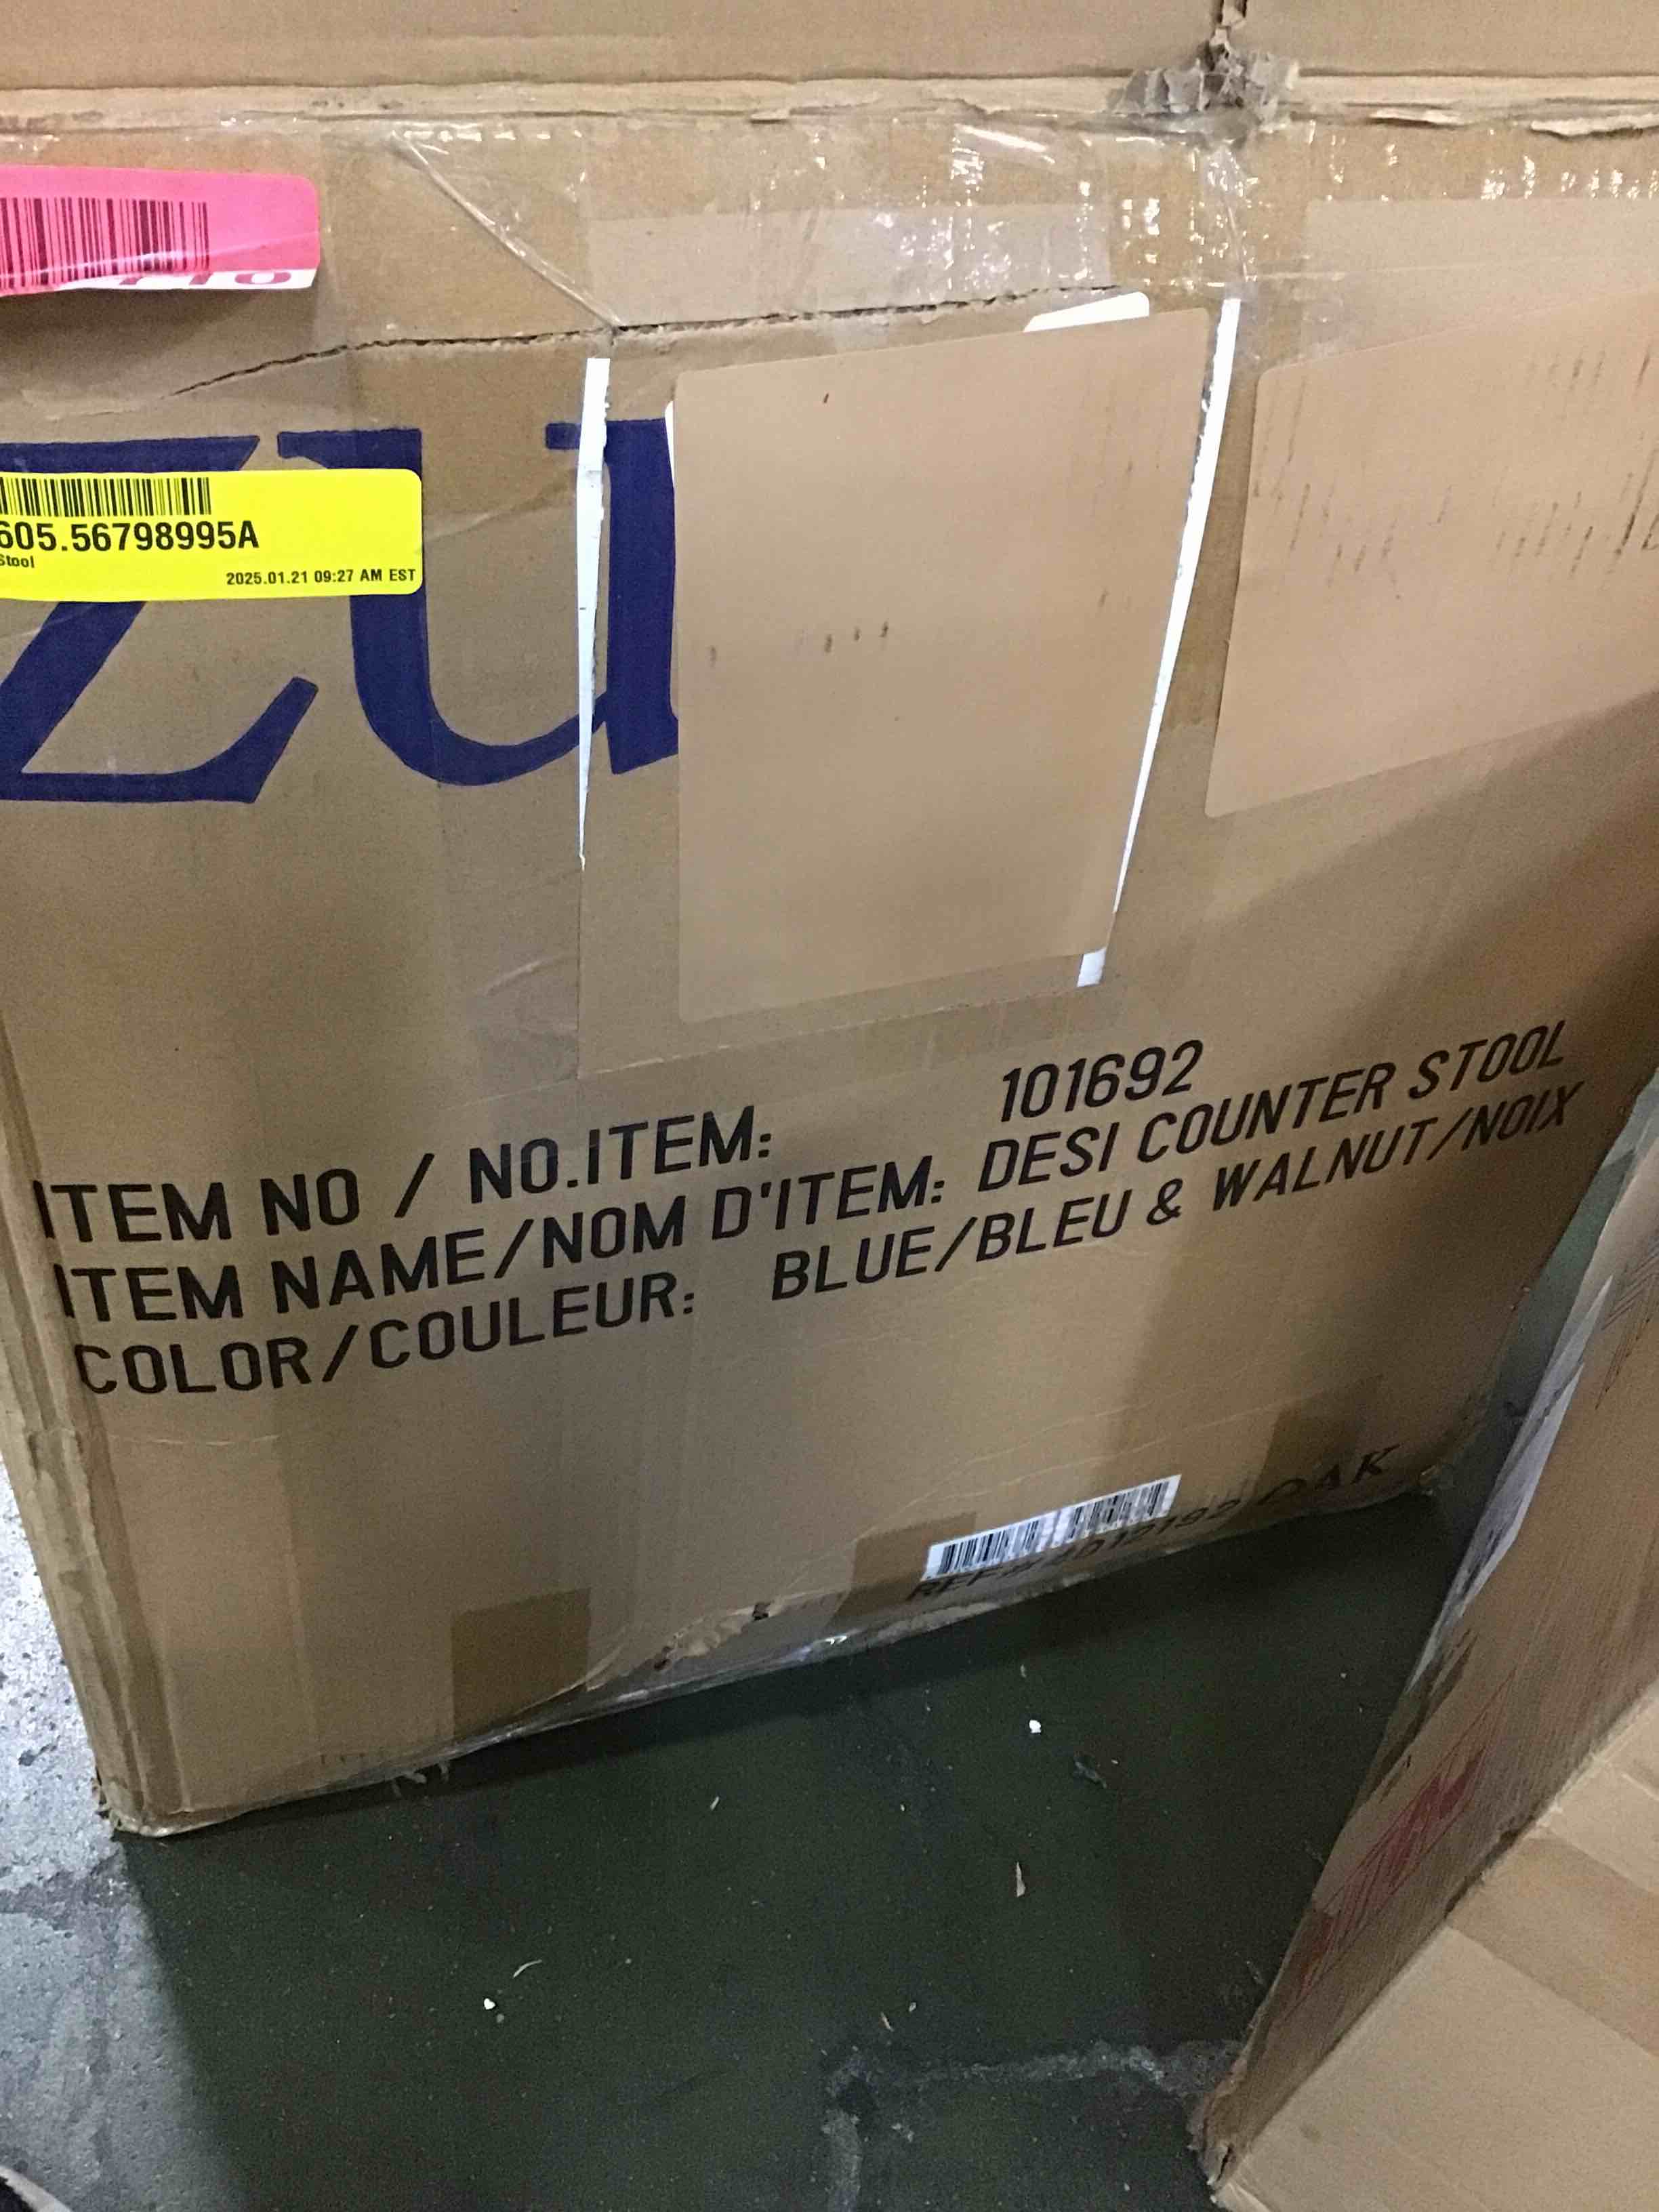 zu
605.56798995A
Stool
2025.01.21 09:27 AM EST
ITEM NO / NO.ITEM: 101692
ITEM NAME/NOM D'ITEM: DESI COUNTER STOOL
COLOR/COULEUR: BLUE/BLEU & WALNUT/NOIX
OAK